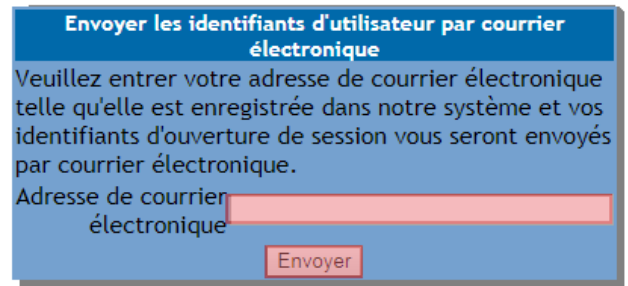 Envoyer les identifiants d'utilisateur par courrier
électronique
Veuillez entrer votre adresse de courrier électronique
telle qu'elle est enregistrée dans notre système et vos
identifiants d'ouverture de session vous seront envoyés
par courrier électronique.
Adresse de courrier
électronique
Envoyer